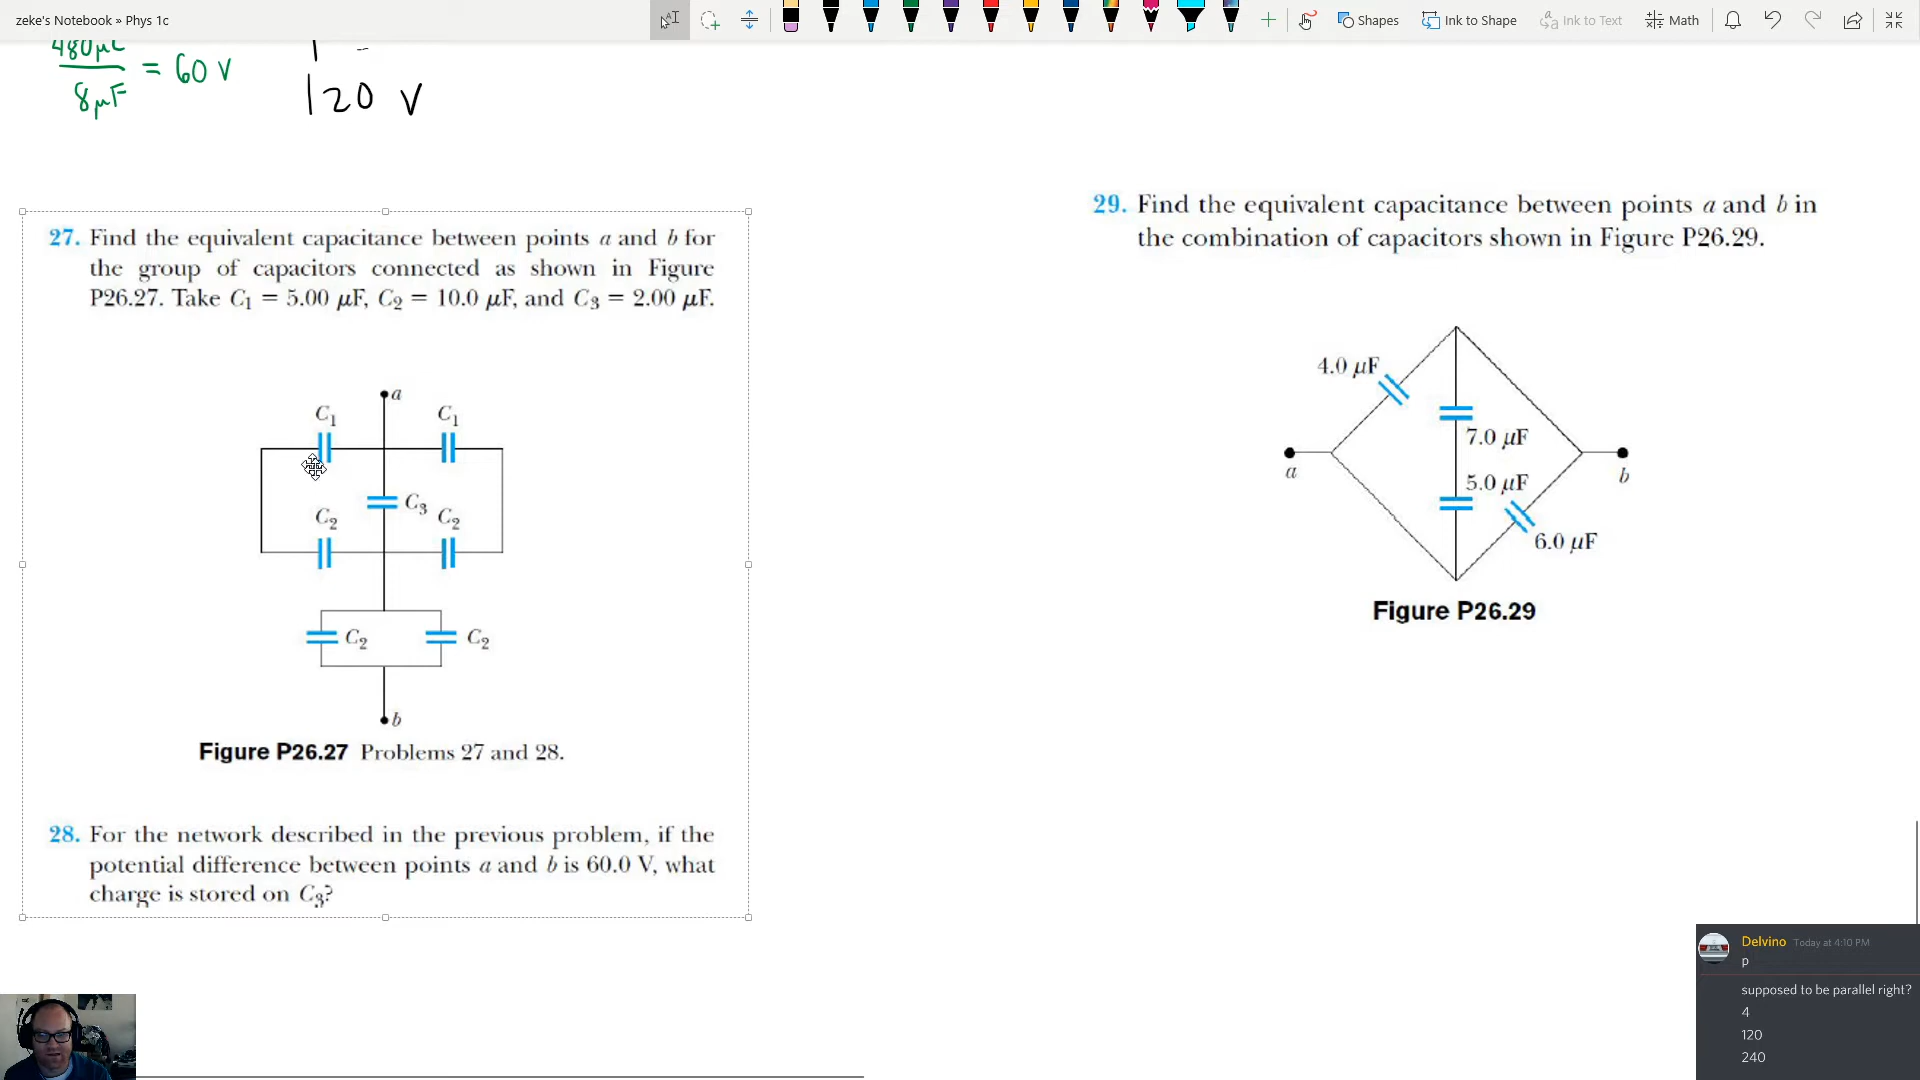 zeke's Notebook » Phys 1c
Shapes
Ink to Shape
Ink to Text
Math
480μC
8μF
= 60 V
120 V
27. Find the equivalent capacitance between points a and b for
the group of capacitors connected as shown in Figure
P26.27. Take C₁ = 5.00 μF, C₂ = 10.0 μF, and C₃ = 2.00 μF.
a
C₁
C₁
C₃
C₂
C₂
C₂
C₂
b
Figure P26.27 Problems 27 and 28.
28. For the network described in the previous problem, if the
potential difference between points a and b is 60.0 V, what
charge is stored on C₃?
29. Find the equivalent capacitance between points a and b in
the combination of capacitors shown in Figure P26.29.
4.0 μF
7.0 μF
5.0 μF
6.0 μF
a
b
Figure P26.29
Delvino Today at 4:10 PM
p
supposed to be parallel right?
4
120
240